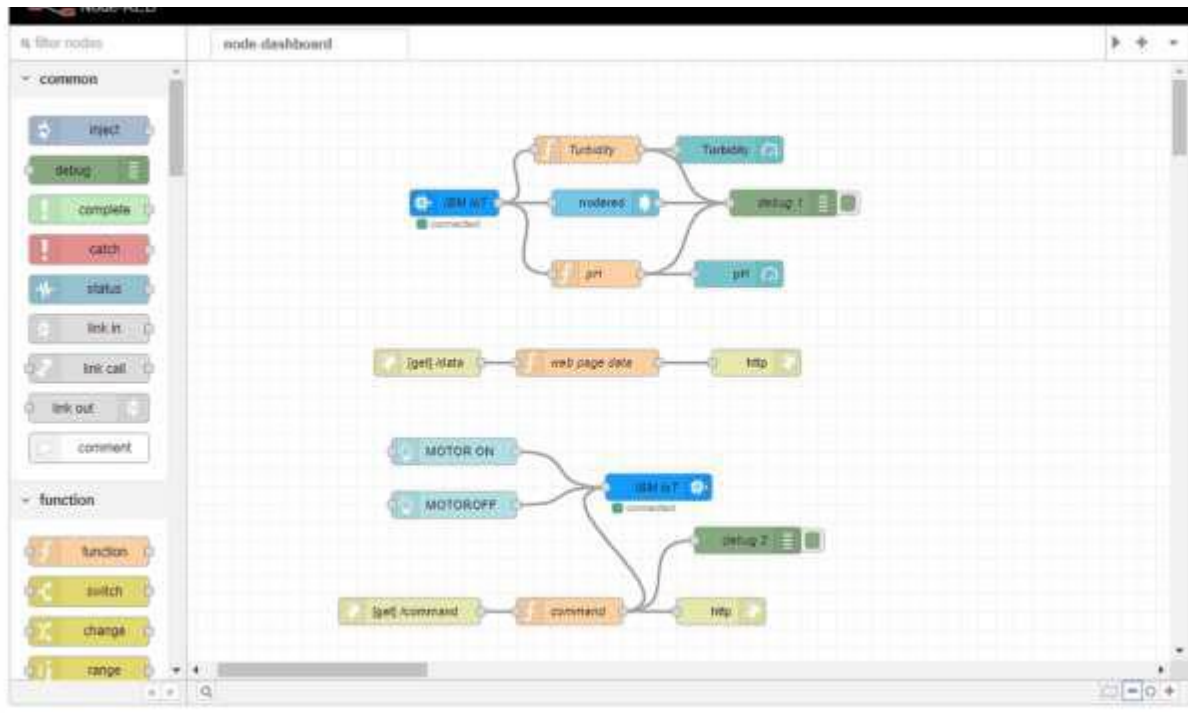 Node-RED
filter nodes
node-dashboard
common
inject
debug
complete
catch
status
link in
link call
link out
comment
function
function
switch
change
range
Turbidity
Turbidity
IBM IoT
connected
nodered
debug 1
pH
pH
[get] /data
web page data
http
MOTOR ON
MOTOROFF
IBM IoT
connected
debug 2
[get] /command
command
http